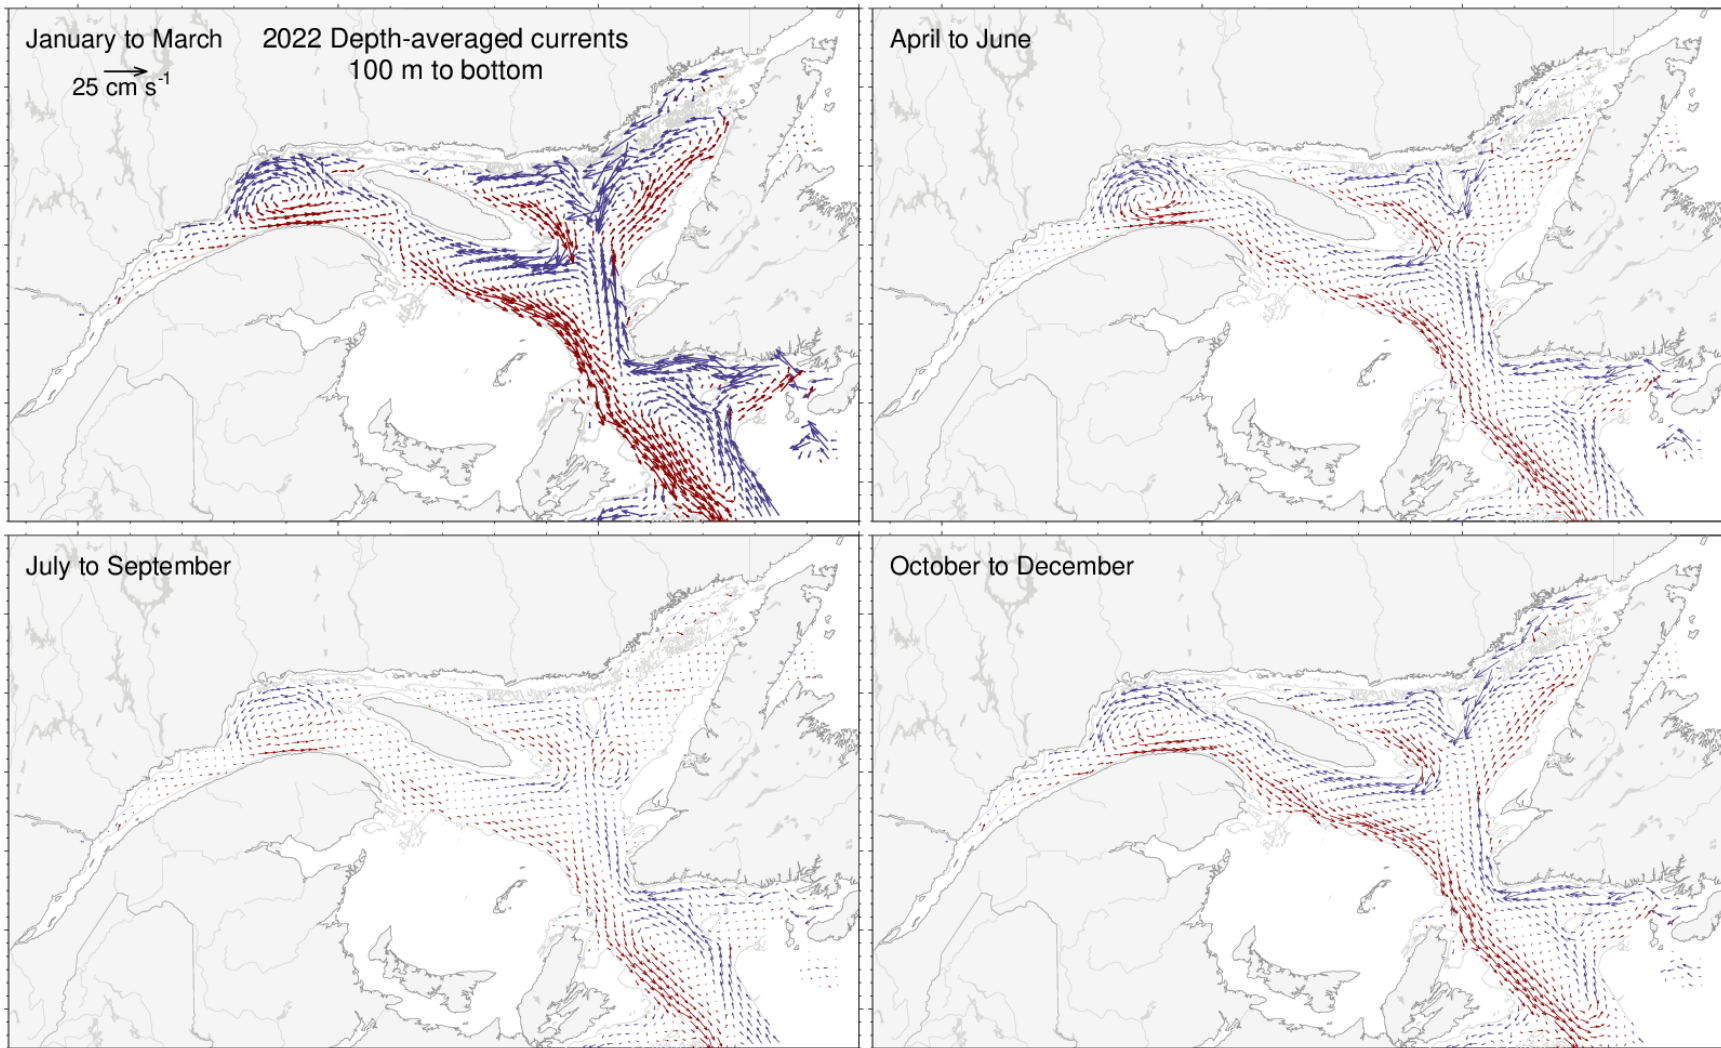 January to March
2022 Depth-averaged currents
100 m to bottom
25 cm s⁻¹
April to June
July to September
October to December